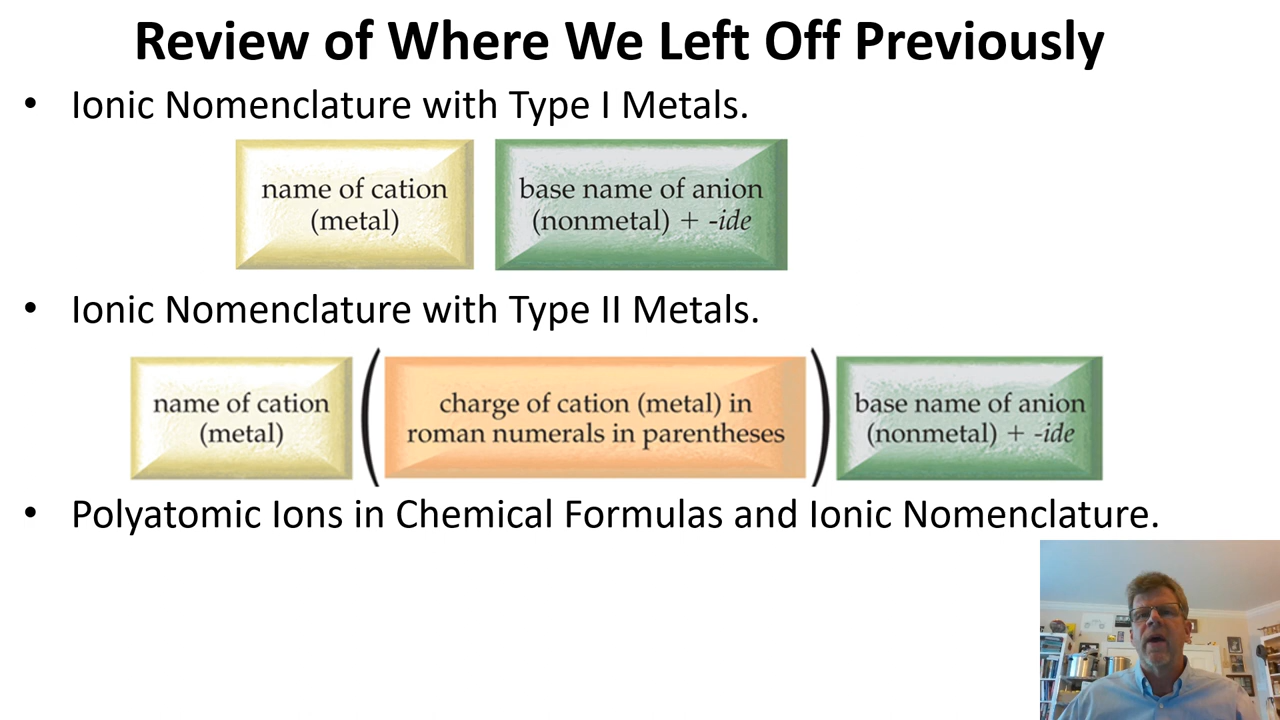 Review of Where We Left Off Previously
• Ionic Nomenclature with Type I Metals.
name of cation
(metal)
base name of anion
(nonmetal) + -ide
• Ionic Nomenclature with Type II Metals.
name of cation
(metal)
(
charge of cation (metal) in
roman numerals in parentheses
)
base name of anion
(nonmetal) + -ide
• Polyatomic Ions in Chemical Formulas and Ionic Nomenclature.